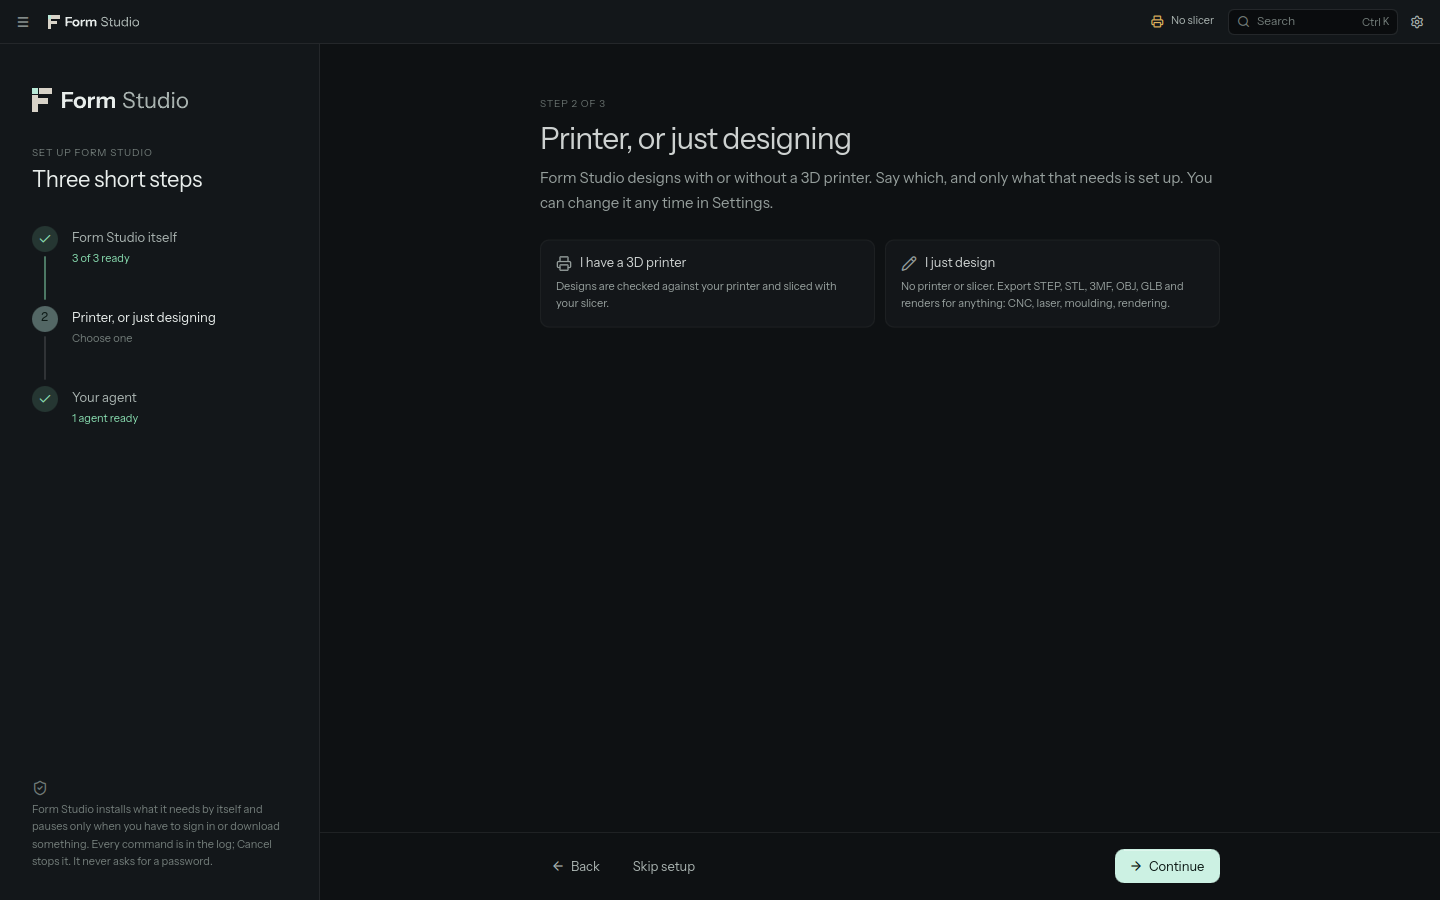 Form Studio
No slicer
Search
Ctrl K
Form Studio
SET UP FORM STUDIO
Three short steps
Form Studio itself
3 of 3 ready
2
Printer, or just designing
Choose one
Your agent
1 agent ready
Form Studio installs what it needs by itself and
pauses only when you have to sign in or download
something. Every command is in the log; Cancel
stops it. It never asks for a password.
STEP 2 OF 3
Printer, or just designing
Form Studio designs with or without a 3D printer. Say which, and only what that needs is set up. You
can change it any time in Settings.
I have a 3D printer
Designs are checked against your printer and sliced with
your slicer.
I just design
No printer or slicer. Export STEP, STL, 3MF, OBJ, GLB and
renders for anything: CNC, laser, moulding, rendering.
Back
Skip setup
Continue